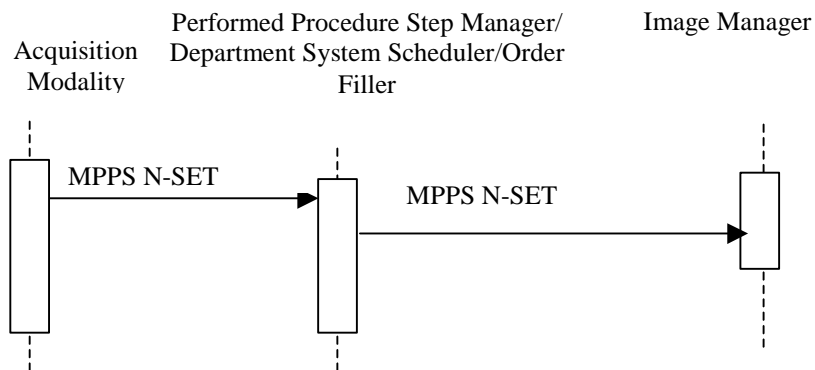 Acquisition
Modality
Performed Procedure Step Manager/
Department System Scheduler/Order
Filler
Image Manager
MPPS N-SET
MPPS N-SET